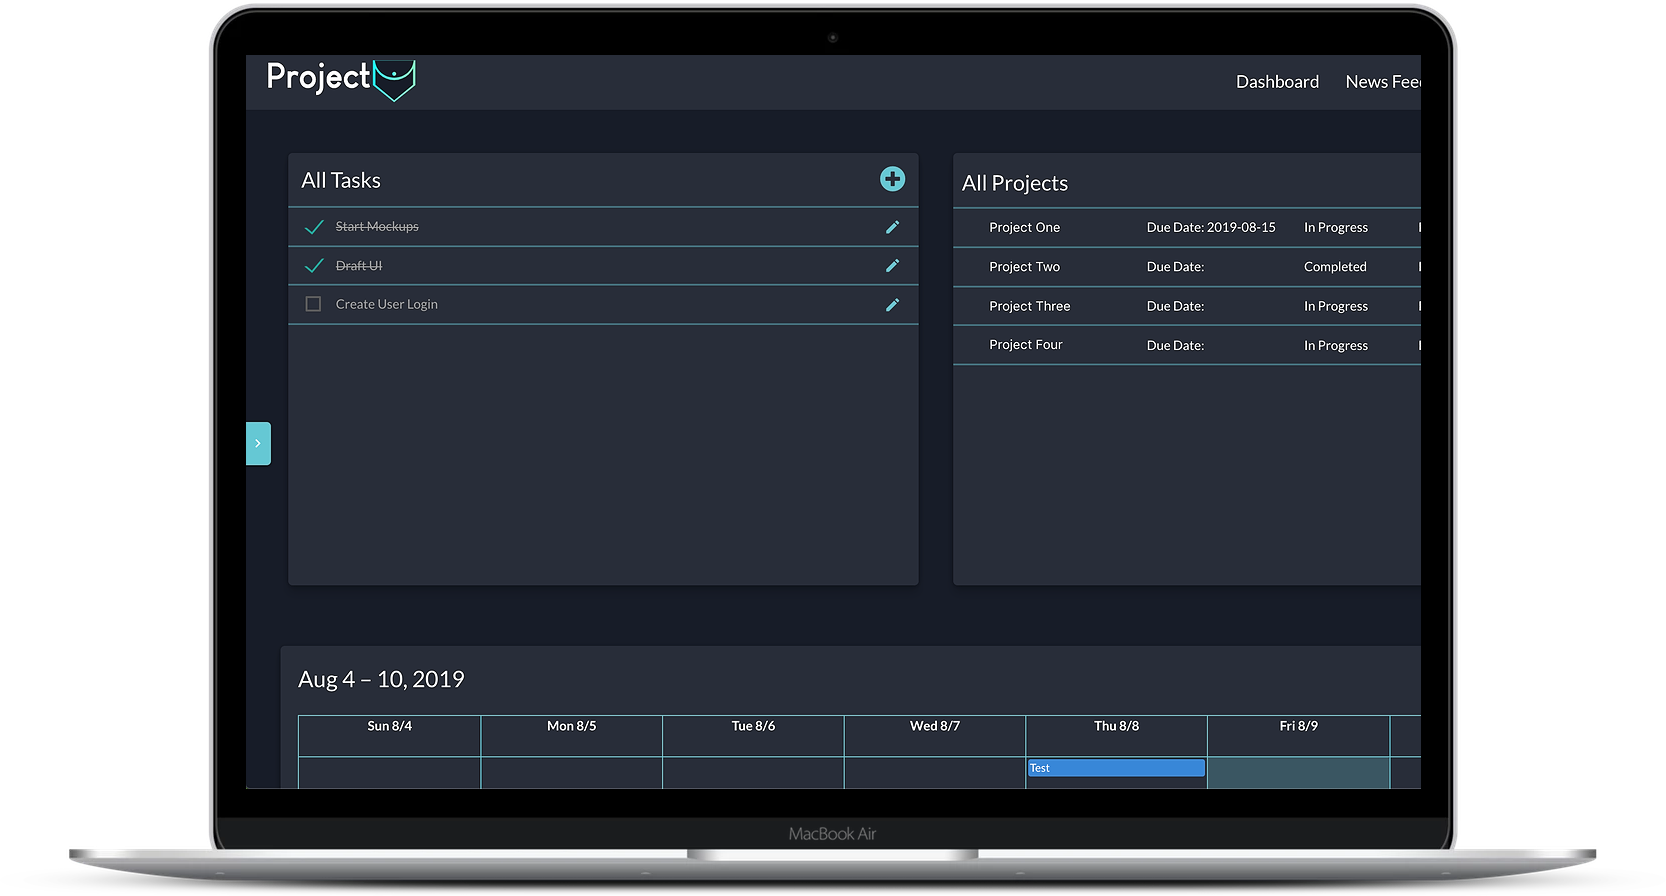 Project
Dashboard News Fee
All Tasks
Start Mockups
Draft UI
Create User Login
All Projects
Project One Due Date: 2019-08-15 In Progress
Project Two Due Date: Completed
Project Three Due Date: In Progress
Project Four Due Date: In Progress
Aug 4 – 10, 2019
Sun 8/4 Mon 8/5 Tue 8/6 Wed 8/7 Thu 8/8 Fri 8/9
Test
MacBook Air